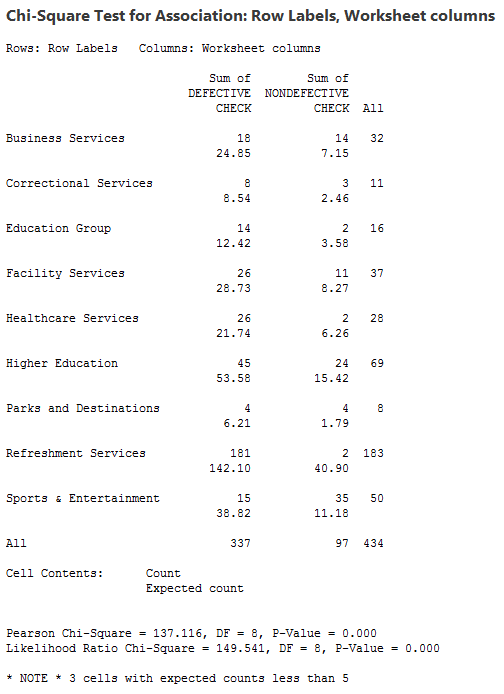 Chi-Square Test for Association: Row Labels, Worksheet columns
Rows: Row Labels   Columns: Worksheet columns
Sum of   Sum of
DEFECTIVE  NONDEFECTIVE
CHECK   CHECK  All
Business Services   18   14   32
24.85   7.15
Correctional Services   8   3   11
8.54   2.46
Education Group   14   2   16
12.42   3.58
Facility Services   26   11   37
28.73   8.27
Healthcare Services   26   2   28
21.74   6.26
Higher Education   45   24   69
53.58   15.42
Parks and Destinations   4   4   8
6.21   1.79
Refreshment Services   181   2   183
142.10   40.90
Sports & Entertainment   15   35   50
38.82   11.18
All   337   97   434
Cell Contents:   Count
Expected count
Pearson Chi-Square = 137.116, DF = 8, P-Value = 0.000
Likelihood Ratio Chi-Square = 149.541, DF = 8, P-Value = 0.000
* NOTE * 3 cells with expected counts less than 5